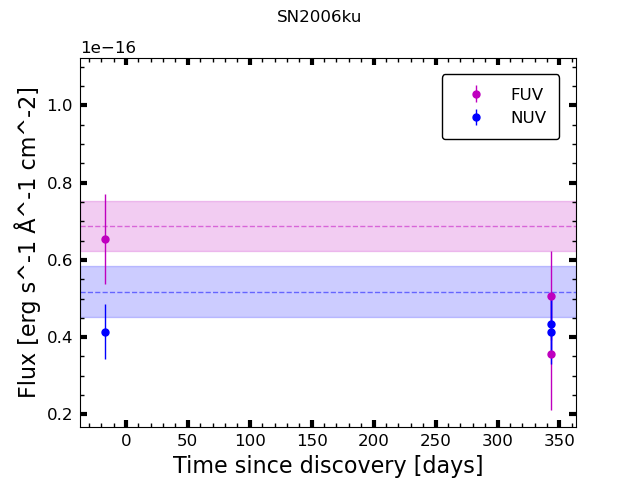 SN2006ku
1e−16
1.0
0.8
0.6
0.4
0.2
Flux [erg s^-1 Å^-1 cm^-2]
FUV
NUV
0 50 100 150 200 250 300 350
Time since discovery [days]